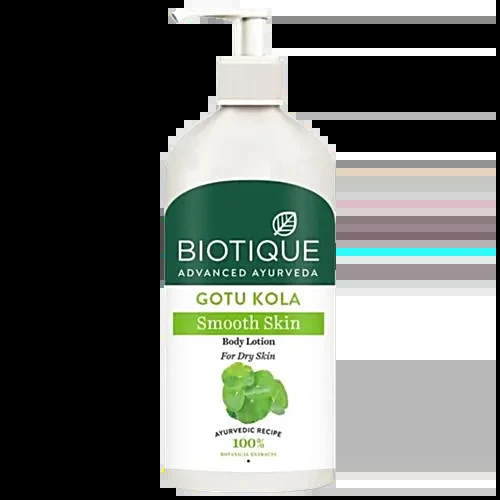 BIOTIQUE
ADVANCED AYURVEDA
GOTU KOLA
Smooth Skin
Body Lotion
For Dry Skin
AYURVEDIC RECIPE
100%
BOTANICAL EXTRACTS